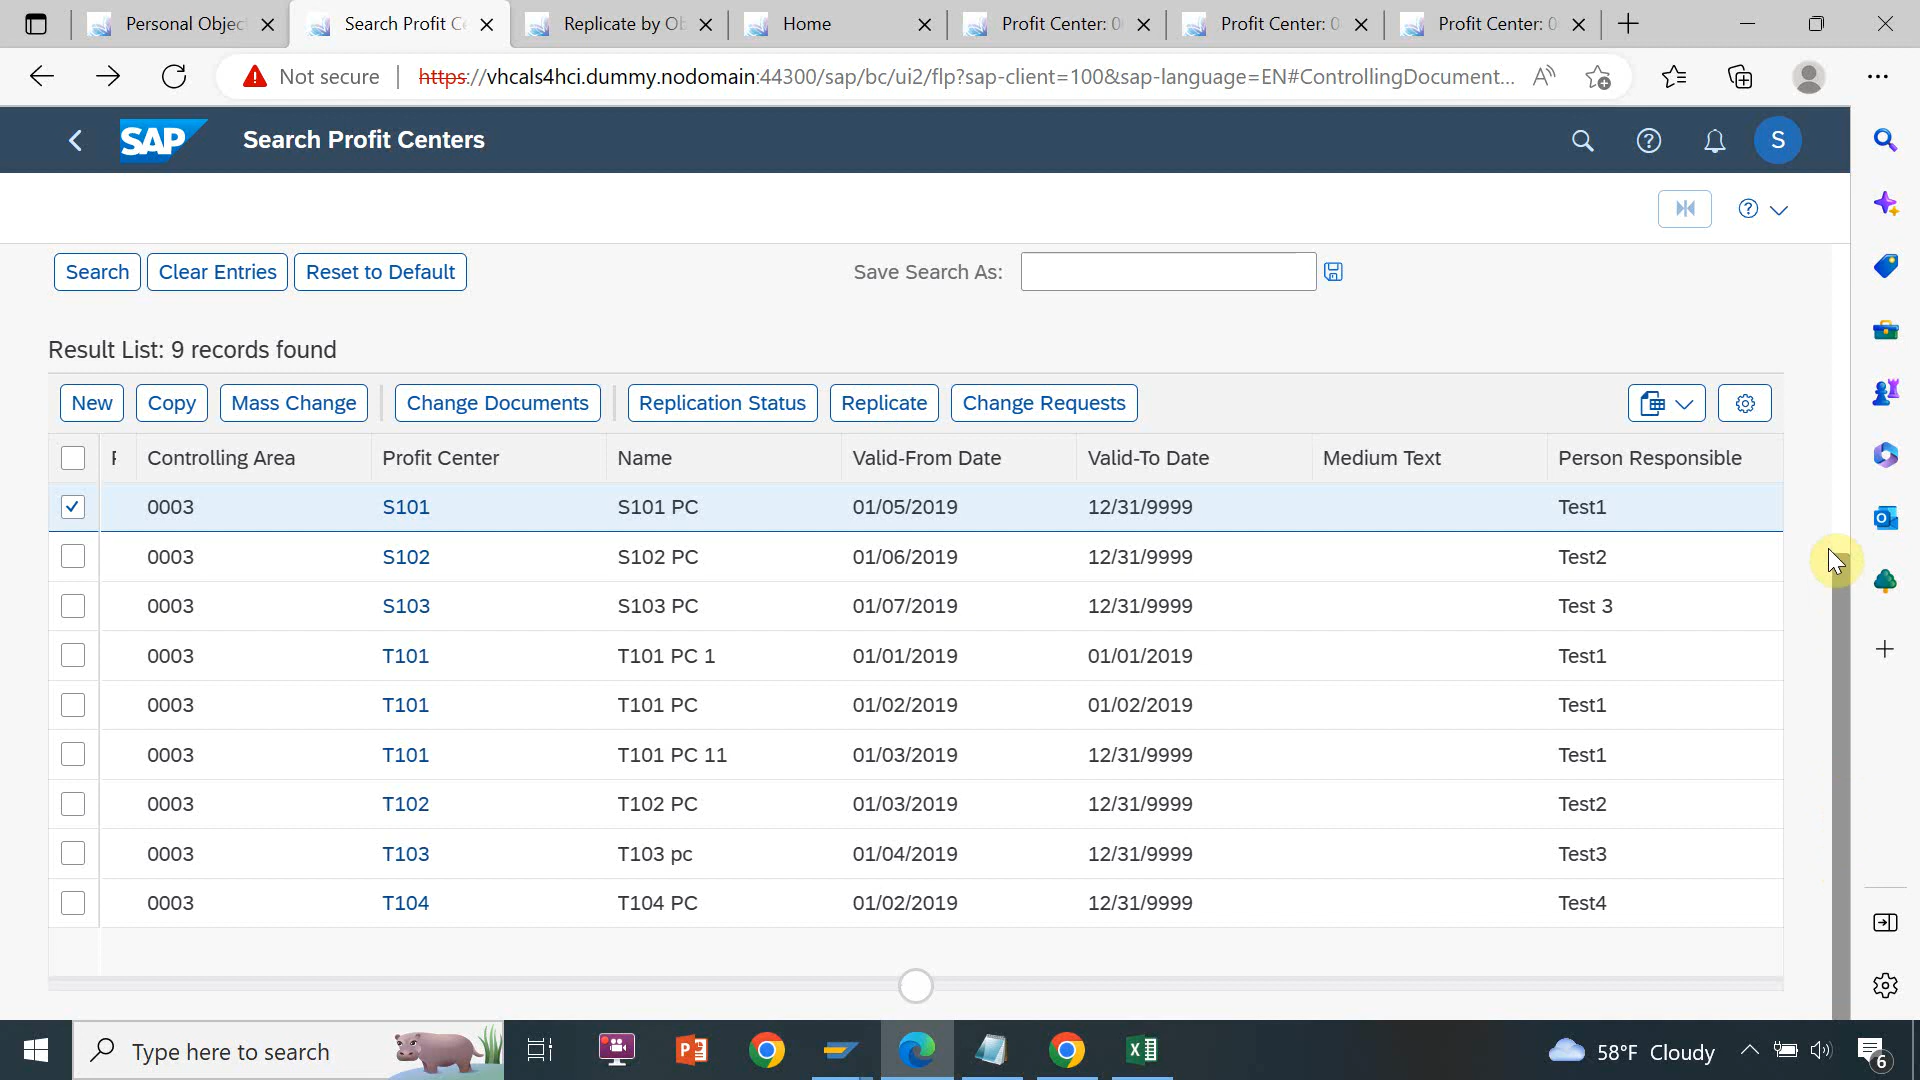 Personal Objec
Search Profit Ce
Replicate by Ob
Home
Profit Center: 0
Profit Center: 0
Profit Center: 0
Not secure
https://vhcals4hci.dummy.nodomain:44300/sap/bc/ui2/flp?sap-client=100&sap-language=EN#ControllingDocument...
SAP
Search Profit Centers
S
Search
Clear Entries
Reset to Default
Save Search As:
Result List: 9 records found
New
Copy
Mass Change
Change Documents
Replication Status
Replicate
Change Requests
Controlling Area Profit Center Name Valid-From Date Valid-To Date Medium Text Person Responsible
0003 S101 S101 PC 01/05/2019 12/31/9999 Test1
0003 S102 S102 PC 01/06/2019 12/31/9999 Test2
0003 S103 S103 PC 01/07/2019 12/31/9999 Test 3
0003 T101 T101 PC 1 01/01/2019 01/01/2019 Test1
0003 T101 T101 PC 01/02/2019 01/02/2019 Test1
0003 T101 T101 PC 11 01/03/2019 12/31/9999 Test1
0003 T102 T102 PC 01/03/2019 12/31/9999 Test2
0003 T103 T103 pc 01/04/2019 12/31/9999 Test3
0003 T104 T104 PC 01/02/2019 12/31/9999 Test4
Type here to search
58°F Cloudy
6